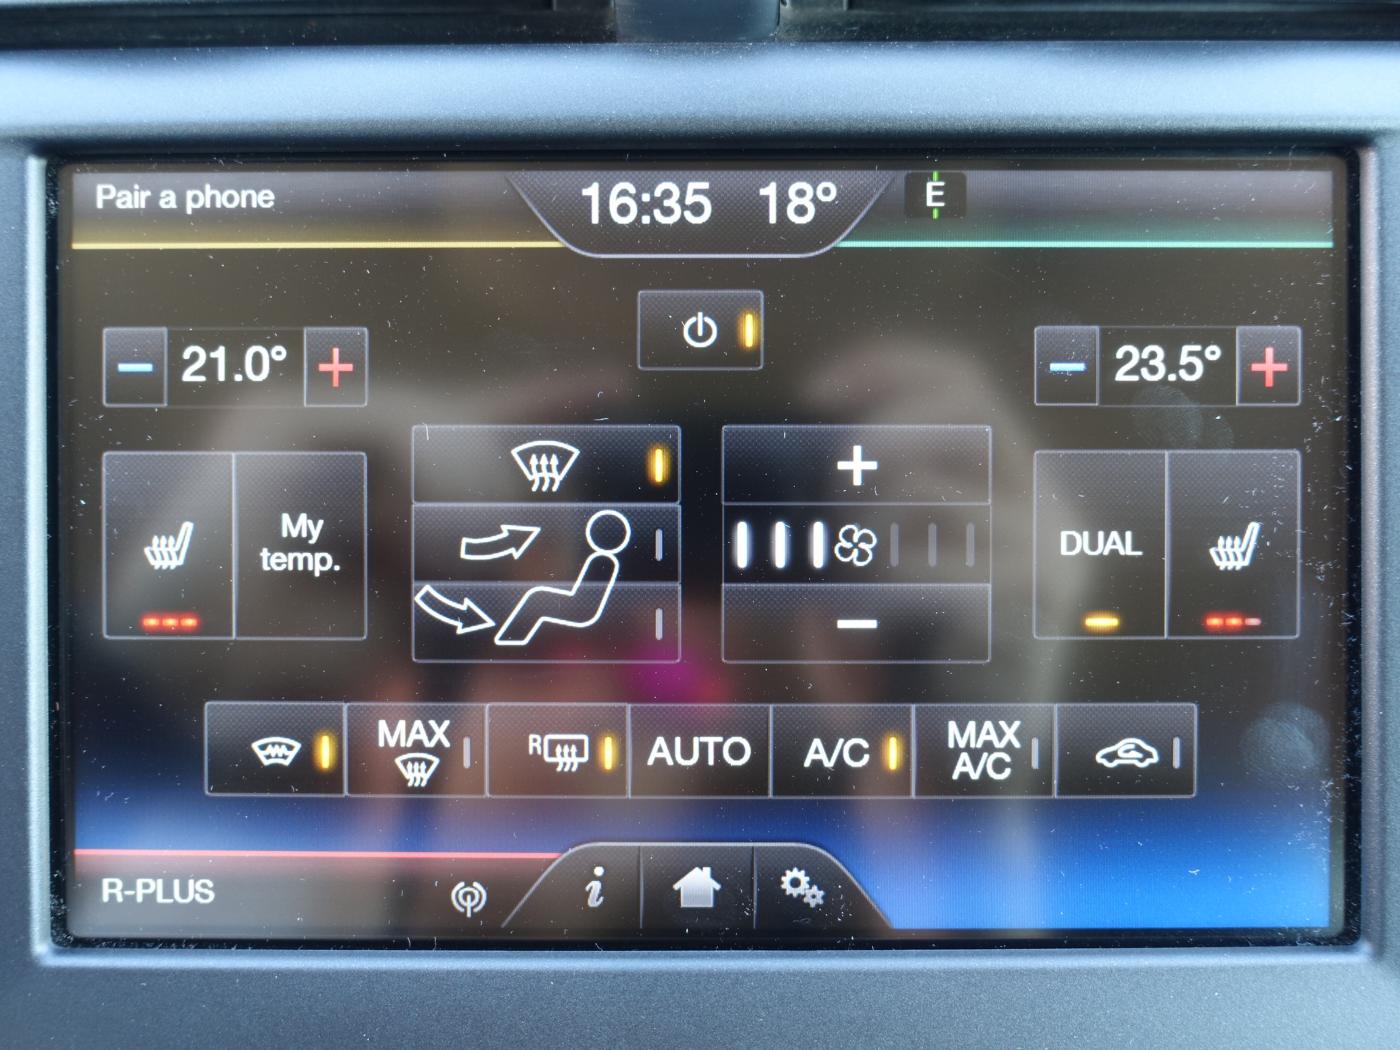 Pair a phone
16:35 18° E
21.0°
23.5°
My
temp.
DUAL
MAX
R
AUTO
A/C
MAX
A/C
R-PLUS
i